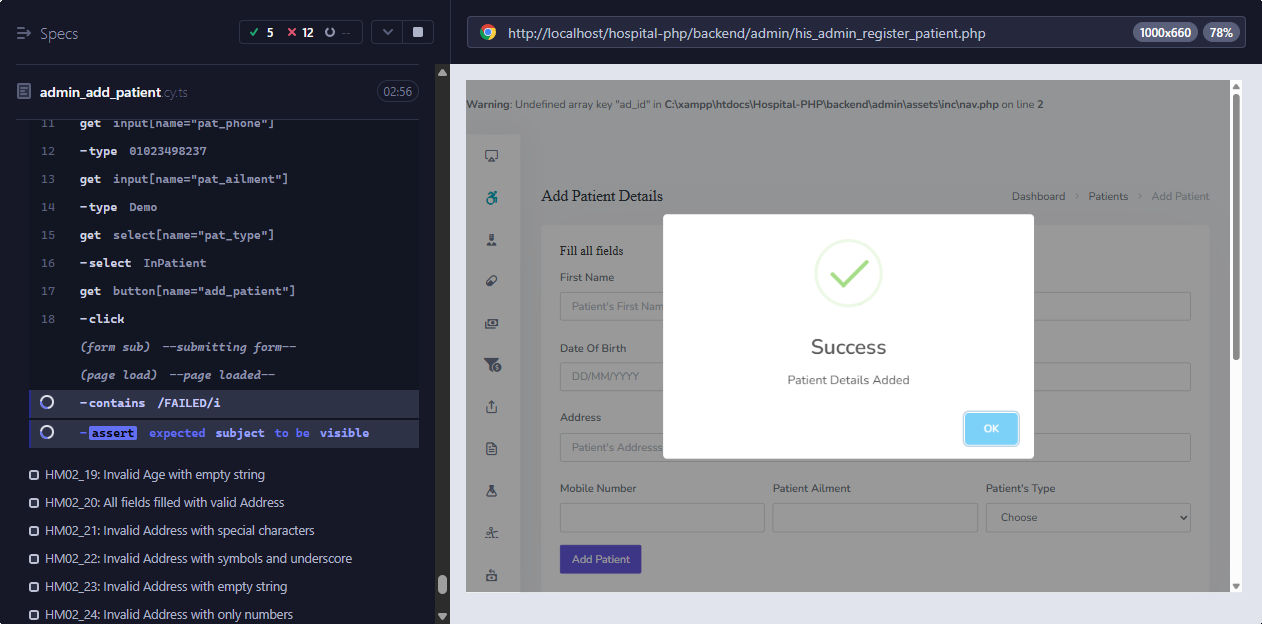 Specs
5 12 --
admin_add_patient.cy.ts
02:56
11 get input[name="pat_phone"]
12 -type 01023498237
13 get input[name="pat_ailment"]
14 -type Demo
15 get select[name="pat_type"]
16 -select InPatient
17 get button[name="add_patient"]
18 -click
(form sub) --submitting form--
(page load) --page loaded--
-contains /FAILED/i
-assert expected subject to be visible
HM02_19: Invalid Age with empty string
HM02_20: All fields filled with valid Address
HM02_21: Invalid Address with special characters
HM02_22: Invalid Address with symbols and underscore
HM02_23: Invalid Address with empty string
HM02_24: Invalid Address with only numbers
http://localhost/hospital-php/backend/admin/his_admin_register_patient.php
1000x660
78%
Warning: Undefined array key "ad_id" in C:\xampp\htdocs\Hospital-PHP\backend\admin\assets\inc\nav.php on line 2
Add Patient Details
Dashboard > Patients > Add Patient
Fill all fields
First Name
Patient's First Nam
Date Of Birth
DD/MM/YYYY
Address
Patient's Addresss
Success
Patient Details Added
OK
Mobile Number
Patient Ailment
Patient's Type
Choose
Add Patient